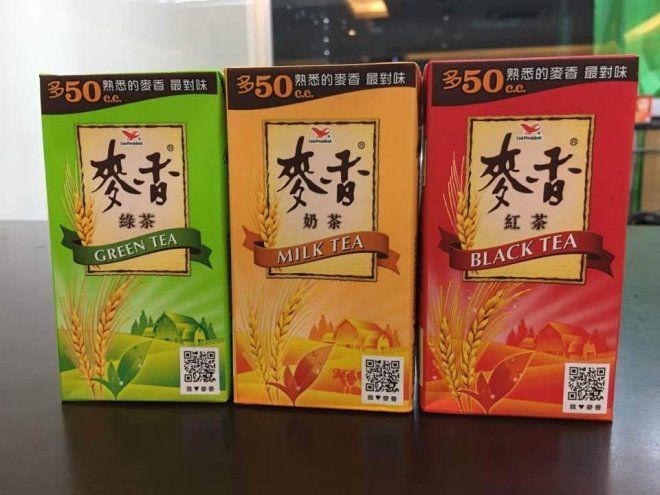 多50c.c. 熟悉的麥香 最對味
Uni-President
麥香®
綠茶
GREEN TEA
我♥麥香
多50c.c. 熟悉的麥香 最對味
Uni-President
麥香®
奶茶
MILK TEA
我♥麥香
多50c.c. 熟悉的麥香 最對味
Uni-President
麥香®
紅茶
BLACK TEA
我♥麥香